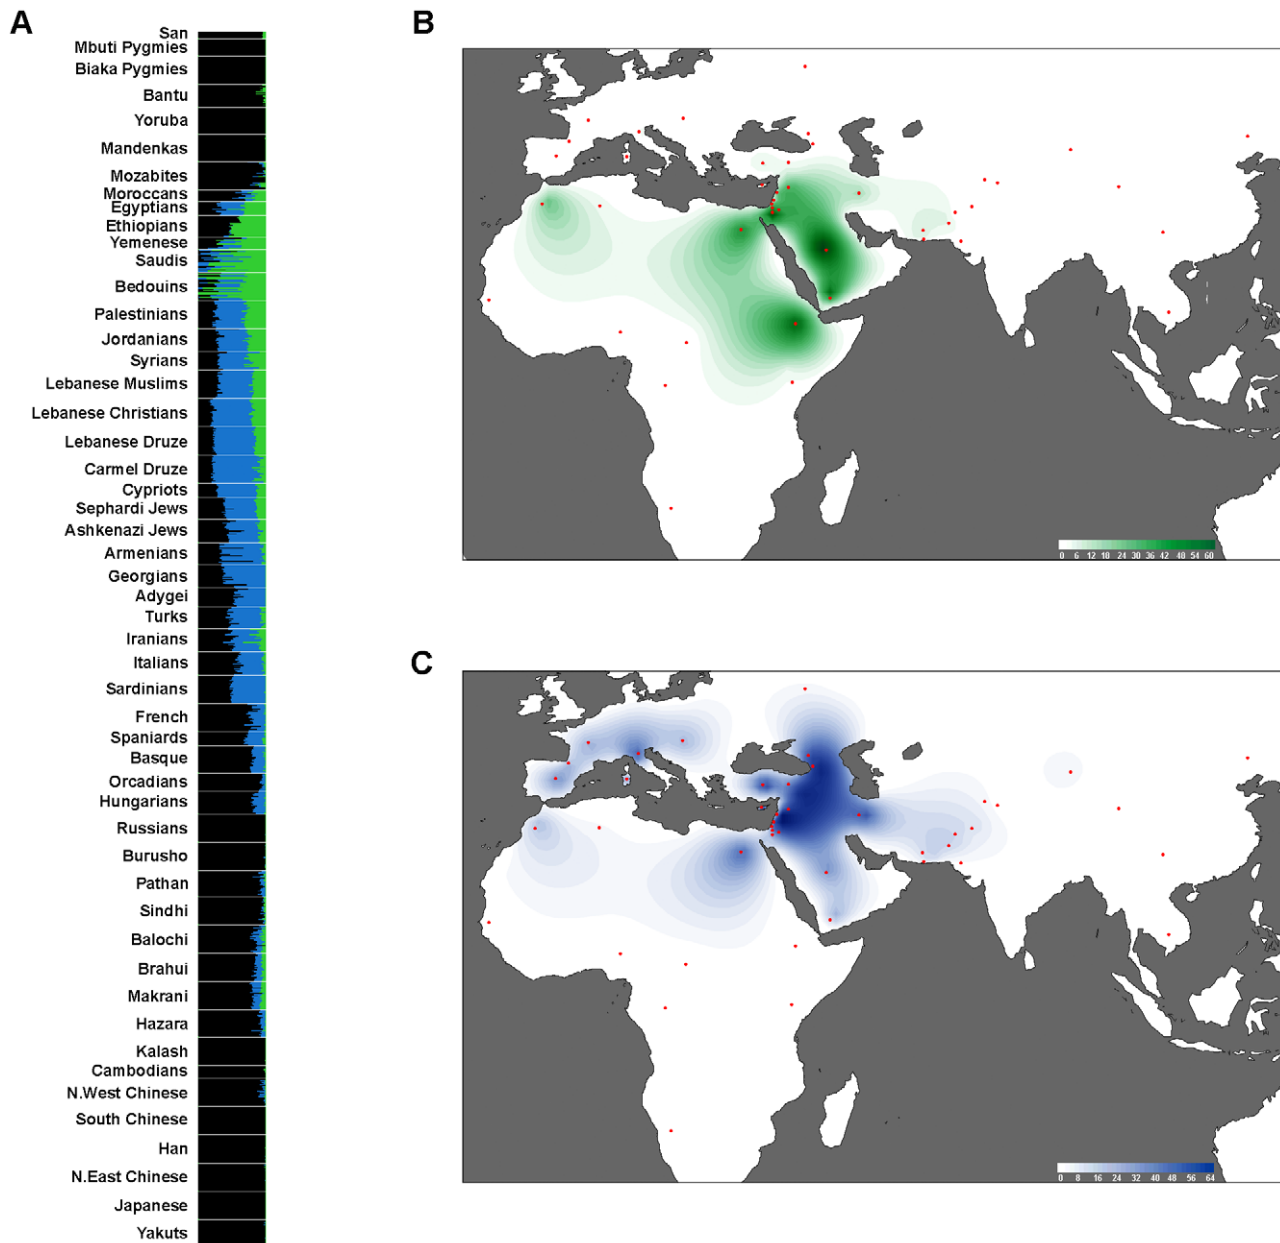 A
San
Mbuti Pygmies
Biaka Pygmies
Bantu
Yoruba
Mandenkas
Mozabites
Moroccans
Egyptians
Ethiopians
Yemenese
Saudis
Bedouins
Palestinians
Jordanians
Syrians
Lebanese Muslims
Lebanese Christians
Lebanese Druze
Carmel Druze
Cypriots
Sephardi Jews
Ashkenazi Jews
Armenians
Georgians
Adygei
Turks
Iranians
Italians
Sardinians
French
Spaniards
Basque
Orcadians
Hungarians
Russians
Burusho
Pathan
Sindhi
Balochi
Brahui
Makrani
Hazara
Kalash
Cambodians
N.West Chinese
South Chinese
Han
N.East Chinese
Japanese
Yakuts
B
0 6 12 18 24 30 36 42 48 54 60
C
0 8 16 24 32 40 48 56 64